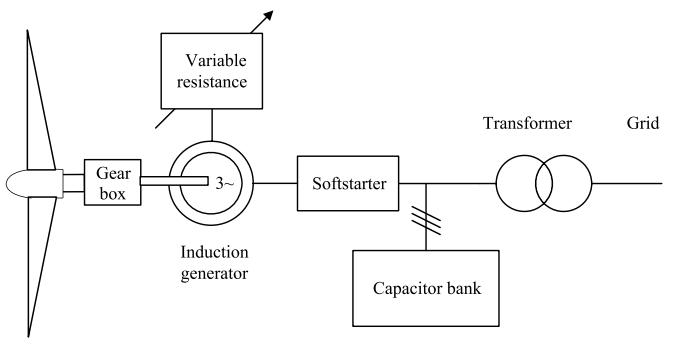 Variable
resistance
Transformer
Grid
Gear
box
3~
Softstarter
Induction
generator
Capacitor bank